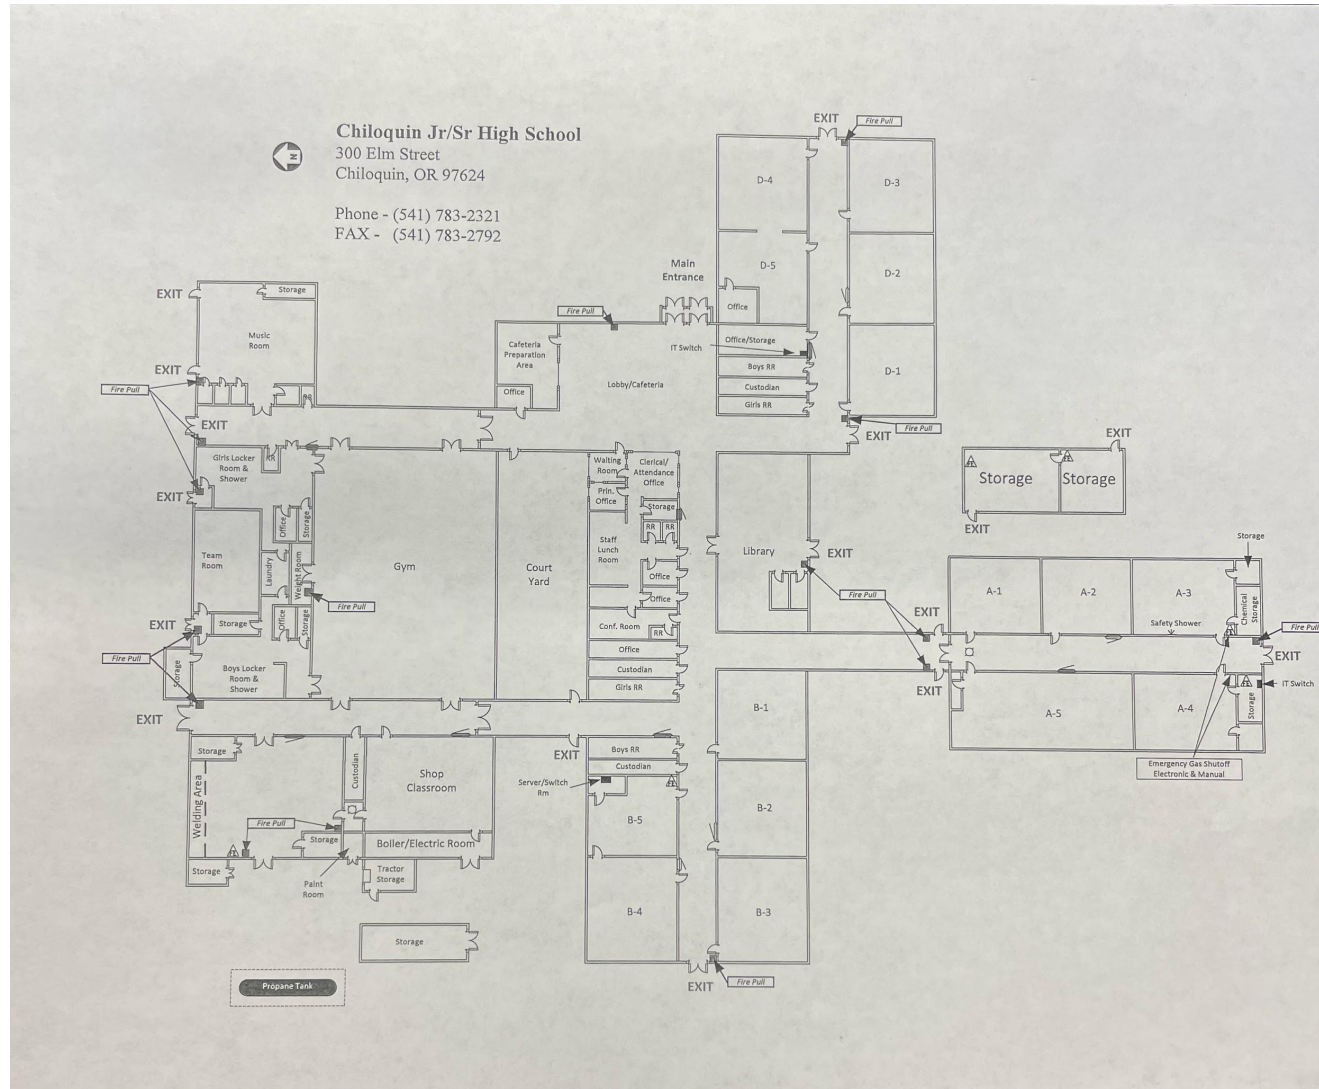 Chiloquin Jr/Sr High School
300 Elm Street
Chiloquin, OR 97624
Phone - (541) 783-2321
FAX - (541) 783-2792
N
EXIT
Fire Pull
D-4
D-3
D-5
D-2
Office
Main
Entrance
EXIT
Storage
Music
Room
EXIT
Fire Pull
Fire Pull
Cafeteria
Preparation
Area
Office
Lobby/Cafeteria
IT Switch
Office/Storage
Boys RR
Custodian
Girls RR
D-1
Fire Pull
EXIT
EXIT
Girls Locker
Room &
Shower
RR
EXIT
Team
Room
Office
Storage
Laundry
Weight Room
Gym
Fire Pull
EXIT
Storage
Office
Storage
Fire Pull
Storage
Boys Locker
Room &
Shower
EXIT
Court
Yard
Waiting
Room
Clerical/
Attendance
Office
Prin.
Office
Storage
RR
RR
Staff
Lunch
Room
Office
Office
Conf. Room
RR
Office
Custodian
Girls RR
Library
EXIT
Fire Pull
EXIT
EXIT
EXIT
Storage
Storage
EXIT
Storage
A-1
A-2
A-3
Chemical
Storage
Safety Shower
Fire Pull
EXIT
IT Switch
A-5
A-4
Storage
Emergency Gas Shutoff
Electronic & Manual
Storage
Welding Area
Custodian
Shop
Classroom
Fire Pull
Storage
Boiler/Electric Room
Storage
Paint
Room
Tractor
Storage
Storage
Propane Tank
EXIT
Boys RR
Custodian
Server/Switch
Rm
B-5
B-4
B-1
B-2
B-3
EXIT
Fire Pull